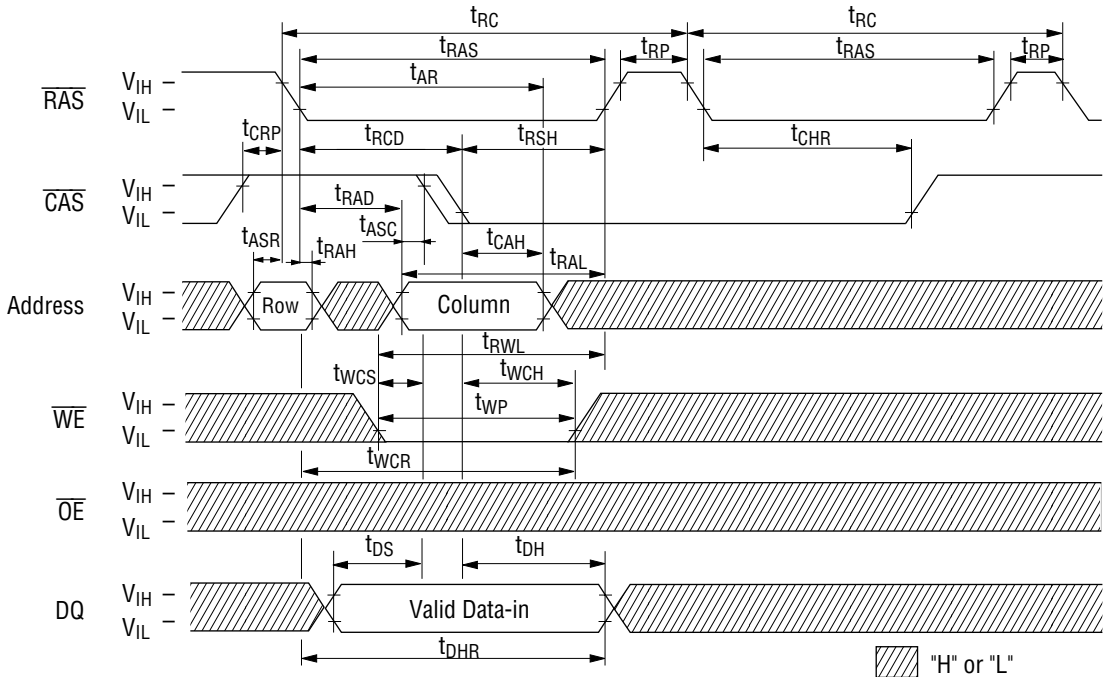 tRC tRC
tRAS tRP tRAS tRP
tAR
RAS VIH –
VIL –
tCRP tRCD tRSH tCHR
CAS VIH –
VIL –
tRAD
tASC
tASR tRAH tCAH
tRAL
Address VIH –
VIL –
Row Column
tRWL
tWCS tWCH
WE VIH –
VIL –
tWP
tWCR
OE VIH –
VIL –
tDS tDH
DQ VIH –
VIL –
Valid Data-in
tDHR
"H" or "L"